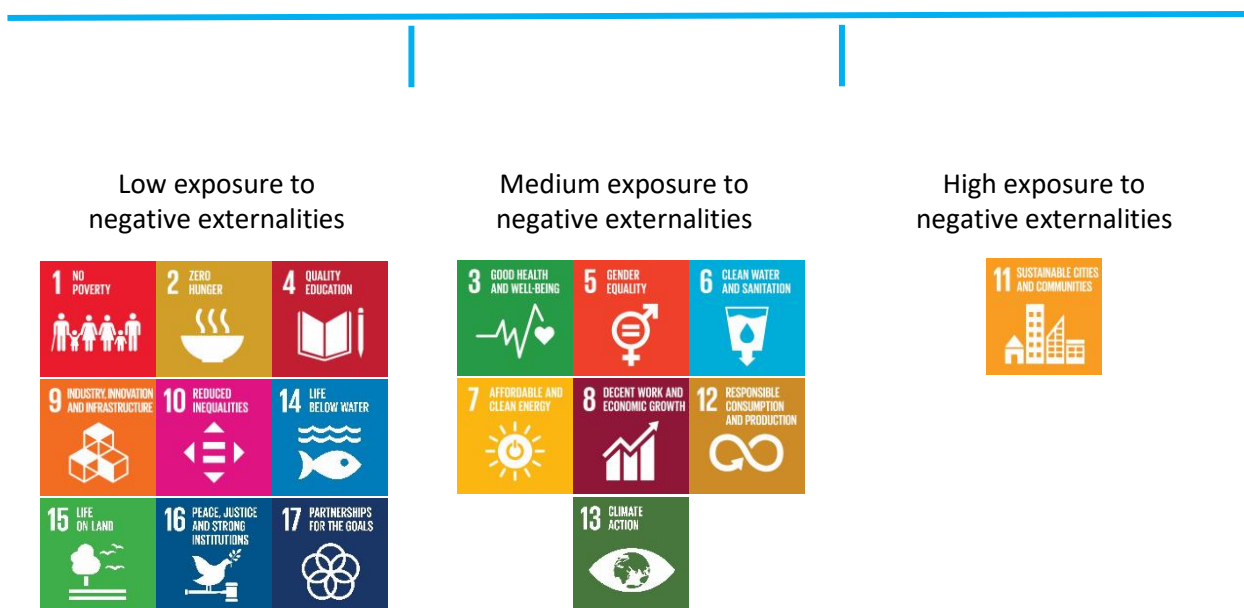 Low exposure to
negative externalities
1 NO
POVERTY
2 ZERO
HUNGER
4 QUALITY
EDUCATION
9 INDUSTRY, INNOVATION
AND INFRASTRUCTURE
10 REDUCED
INEQUALITIES
14 LIFE
BELOW WATER
15 LIFE
ON LAND
16 PEACE, JUSTICE
AND STRONG
INSTITUTIONS
17 PARTNERSHIPS
FOR THE GOALS
Medium exposure to
negative externalities
3 GOOD HEALTH
AND WELL-BEING
5 GENDER
EQUALITY
6 CLEAN WATER
AND SANITATION
7 AFFORDABLE AND
CLEAN ENERGY
8 DECENT WORK AND
ECONOMIC GROWTH
12 RESPONSIBLE
CONSUMPTION
AND PRODUCTION
13 CLIMATE
ACTION
High exposure to
negative externalities
11 SUSTAINABLE CITIES
AND COMMUNITIES